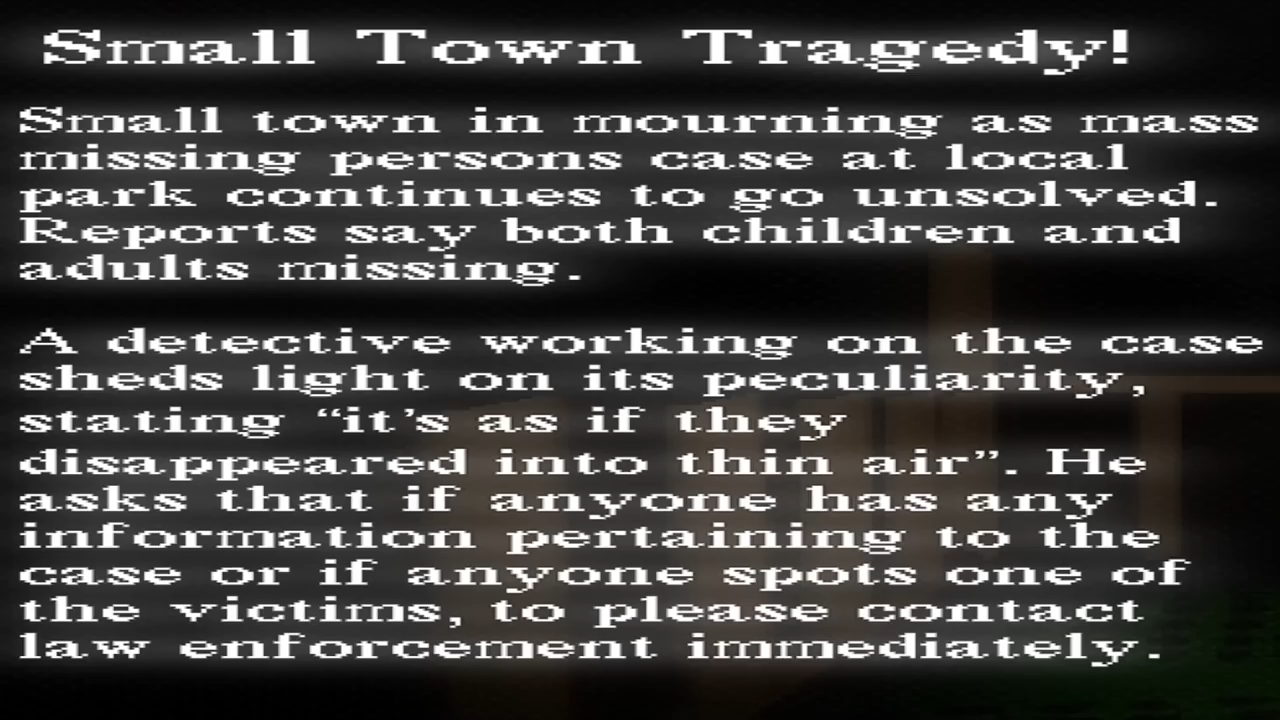 Small Town Tragedy!
Small town in mourning as mass
missing persons case at local
park continues to go unsolved.
Reports say both children and
adults missing.
A detective working on the case
sheds light on its peculiarity,
stating “it’s as if they
disappeared into thin air”. He
asks that if anyone has any
information pertaining to the
case or if anyone spots one of
the victims, to please contact
law enforcement immediately.